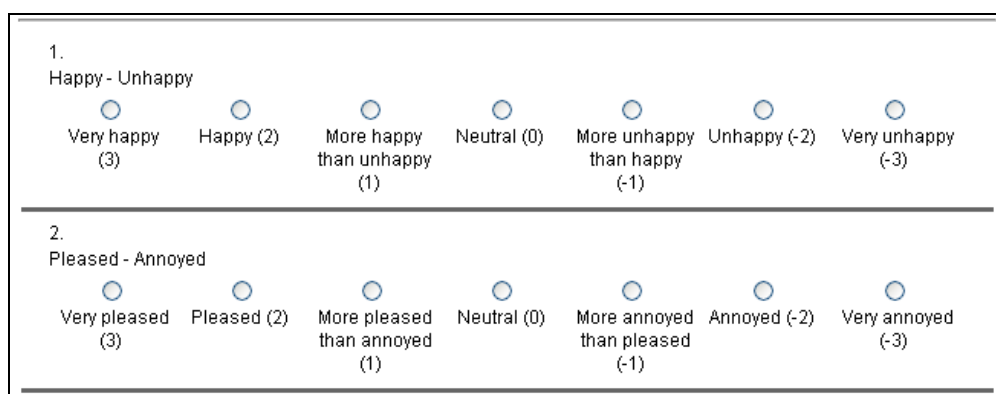 1.
Happy - Unhappy
Very happy (3)
Happy (2)
More happy than unhappy (1)
Neutral (0)
More unhappy than happy (-1)
Unhappy (-2)
Very unhappy (-3)
2.
Pleased - Annoyed
Very pleased (3)
Pleased (2)
More pleased than annoyed (1)
Neutral (0)
More annoyed than pleased (-1)
Annoyed (-2)
Very annoyed (-3)